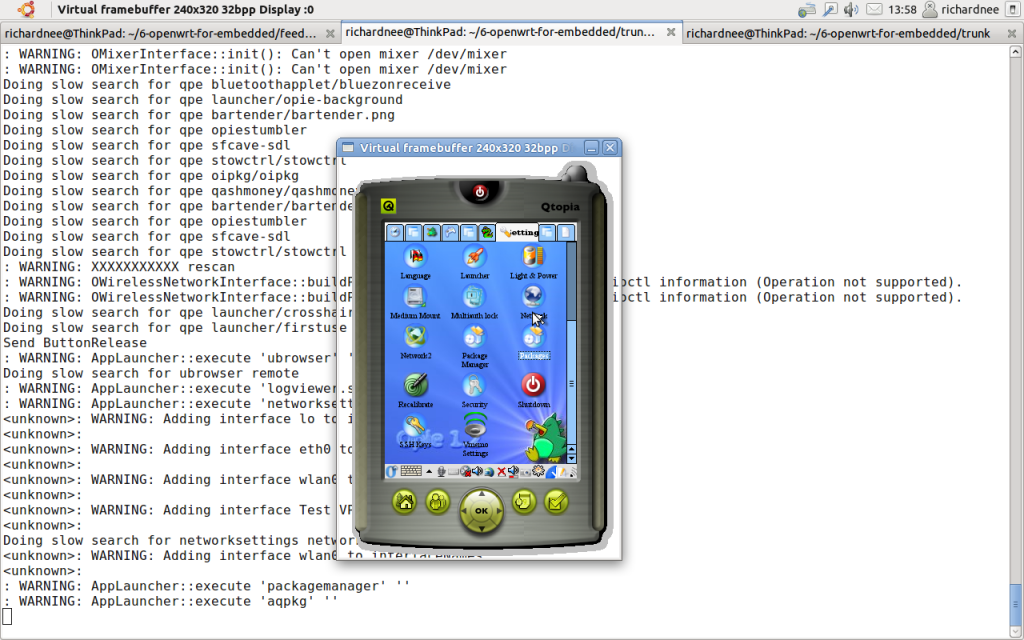 Virtual framebuffer 240x320 32bpp Display :0
13:58
richardnee
richardnee@ThinkPad: ~/6-openwrt-for-embedded/feed...
richardnee@ThinkPad: ~/6-openwrt-for-embedded/trun...
richardnee@ThinkPad: ~/6-openwrt-for-embedded/trunk
: WARNING: OMixerInterface::init(): Can't open mixer /dev/mixer
: WARNING: OMixerInterface::init(): Can't open mixer /dev/mixer
Doing slow search for qpe bluetoothapplet/bluezonreceive
Doing slow search for qpe launcher/opie-background
Doing slow search for qpe bartender/bartender.png
Doing slow search for qpe opiestumbler
Doing slow search for qpe sfcave-sdl
Doing slow search for qpe stowctrl/stowctrl
Doing slow search for qpe oipkg/oipkg
Doing slow search for qpe qashmoney/qashmone
Doing slow search for qpe bartender/bartende
Doing slow search for qpe opiestumbler
Doing slow search for qpe sfcave-sdl
Doing slow search for qpe stowctrl/stowctrl
: WARNING: XXXXXXXXXXX rescan
: WARNING: OWirelessNetworkInterface::buildP ioctl information (Operation not supported).
: WARNING: OWirelessNetworkInterface::buildP ioctl information (Operation not supported).
Doing slow search for qpe launcher/crosshair
Doing slow search for qpe launcher/firstuse
Send ButtonRelease
: WARNING: AppLauncher::execute 'ubrowser' '
Doing slow search for ubrowser remote
: WARNING: AppLauncher::execute 'logviewer.s
: WARNING: AppLauncher::execute 'networksett
<unknown>: WARNING: Adding interface lo to i
<unknown>:
<unknown>: WARNING: Adding interface eth0 to
<unknown>:
<unknown>: WARNING: Adding interface wlan0 t
<unknown>:
<unknown>: WARNING: Adding interface Test VP
<unknown>:
Doing slow search for networksettings networ
<unknown>: WARNING: Adding interface wlan0 to interfaceNames
<unknown>:
: WARNING: AppLauncher::execute 'packagemanager' ''
: WARNING: AppLauncher::execute 'aqpkg' ''
Virtual framebuffer 240x320 32bpp D
Qtopia
etting
Language
Launcher
Light & Power
Medium Mount
Multiauth lock
Network
Network2
Package
Manager
Packages
Recalibrate
Security
Shutdown
SSH Keys
Vmemo
Settings
OK